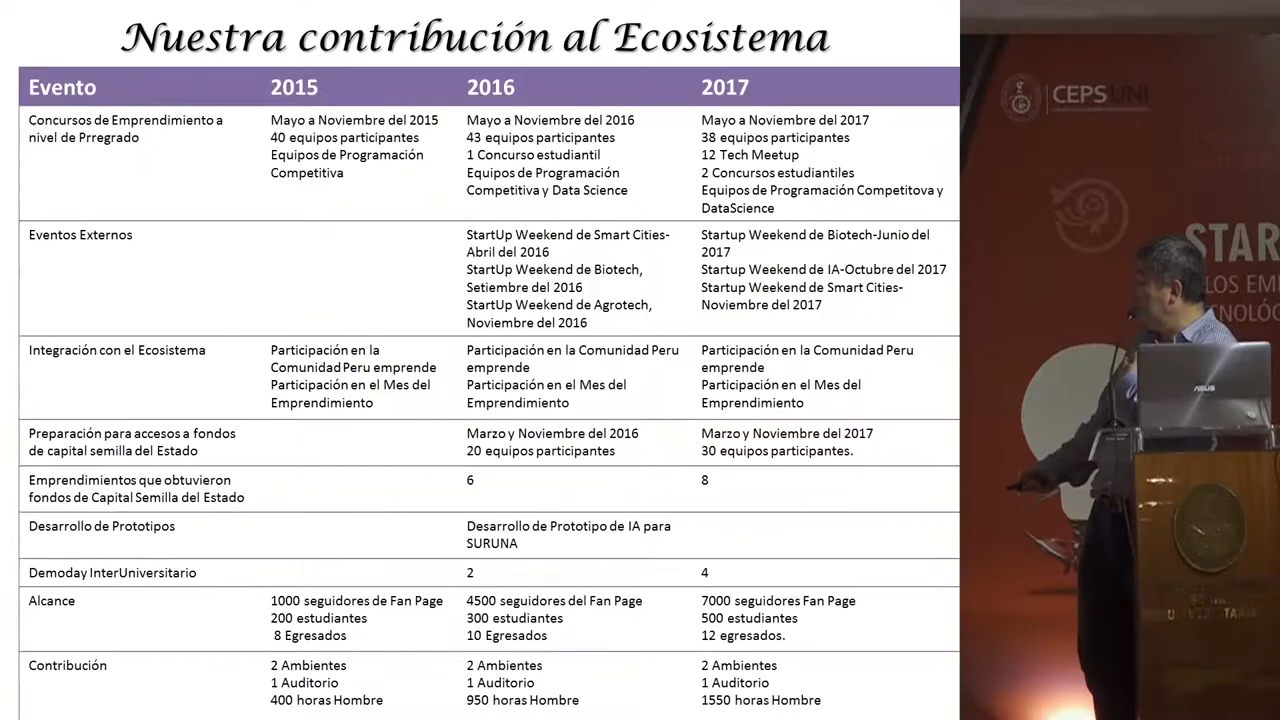 Nuestra contribución al Ecosistema
Evento 2015 2016 2017
Concursos de Emprendimiento a
nivel de Prregrado
Mayo a Noviembre del 2015
40 equipos participantes
Equipos de Programación
Competitiva
Mayo a Noviembre del 2016
43 equipos participantes
1 Concurso estudiantil
Equipos de Programación
Competitiva y Data Science
Mayo a Noviembre del 2017
38 equipos participantes
12 Tech Meetup
2 Concursos estudiantiles
Equipos de Programación Competitova y
DataScience
Eventos Externos
StartUp Weekend de Smart Cities-
Abril del 2016
StartUp Weekend de Biotech,
Setiembre del 2016
StartUp Weekend de Agrotech,
Noviembre del 2016
Startup Weekend de Biotech-Junio del
2017
Startup Weekend de IA-Octubre del 2017
Startup Weekend de Smart Cities-
Noviembre del 2017
Integración con el Ecosistema
Participación en la
Comunidad Peru emprende
Participación en el Mes del
Emprendimiento
Participación en la Comunidad Peru
emprende
Participación en el Mes del
Emprendimiento
Participación en la Comunidad Peru
emprende
Participación en el Mes del
Emprendimiento
Preparación para accesos a fondos
de capital semilla del Estado
Marzo y Noviembre del 2016
20 equipos participantes
Marzo y Noviembre del 2017
30 equipos participantes.
Emprendimientos que obtuvieron
fondos de Capital Semilla del Estado
6
8
Desarrollo de Prototipos
Desarrollo de Prototipo de IA para
SURUNA
Demoday InterUniversitario
2
4
Alcance
1000 seguidores de Fan Page
200 estudiantes
8 Egresados
4500 seguidores del Fan Page
300 estudiantes
10 Egresados
7000 seguidores Fan Page
500 estudiantes
12 egresados.
Contribución
2 Ambientes
1 Auditorio
400 horas Hombre
2 Ambientes
1 Auditorio
950 horas Hombre
2 Ambientes
1 Auditorio
1550 horas Hombre
CEPS UNI
STAR
LOS EM
ASUS